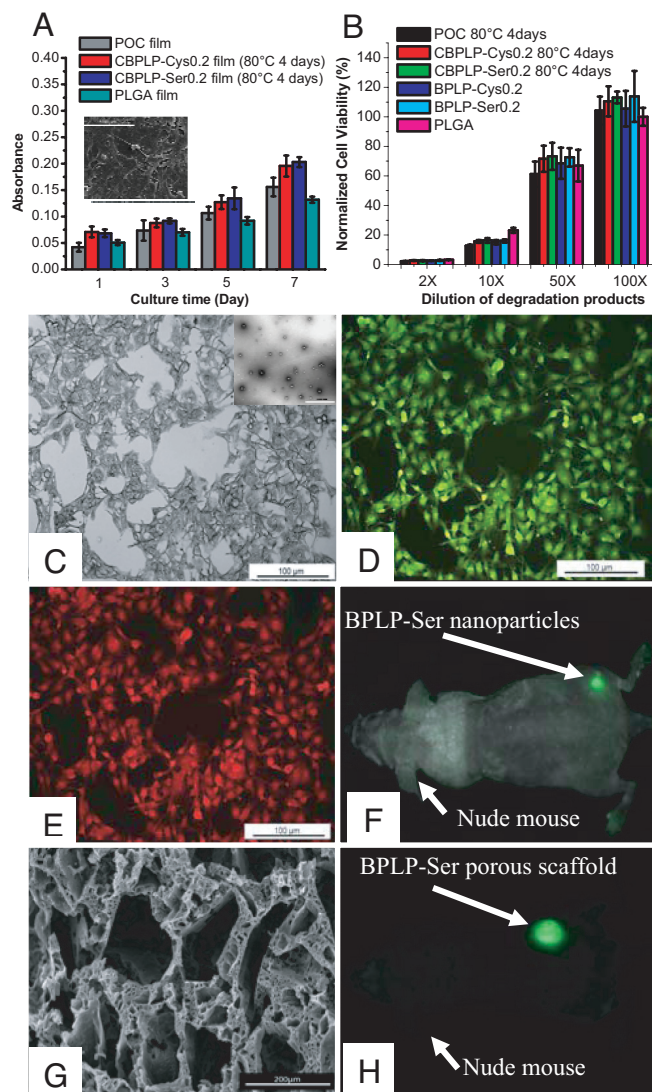 A
POC film
CBPLP-Cys0.2 film (80°C 4 days)
CBPLP-Ser0.2 film (80°C 4 days)
PLGA film
Absorbance
0.40
0.35
0.30
0.25
0.20
0.15
0.10
0.05
0.00
1 3 5 7
Culture time (Day)
B
POC 80°C 4days
CBPLP-Cys0.2 80°C 4days
CBPLP-Ser0.2 80°C 4days
BPLP-Cys0.2
BPLP-Ser0.2
PLGA
Normalized Cell Viability (%)
160
140
120
100
80
60
40
20
0
2X 10X 50X 100X
Dilution of degradation products
C
100 µm
D
100 µm
E
100 µm
BPLP-Ser nanoparticles
F
Nude mouse
G
200µm
BPLP-Ser porous scaffold
H
Nude mouse